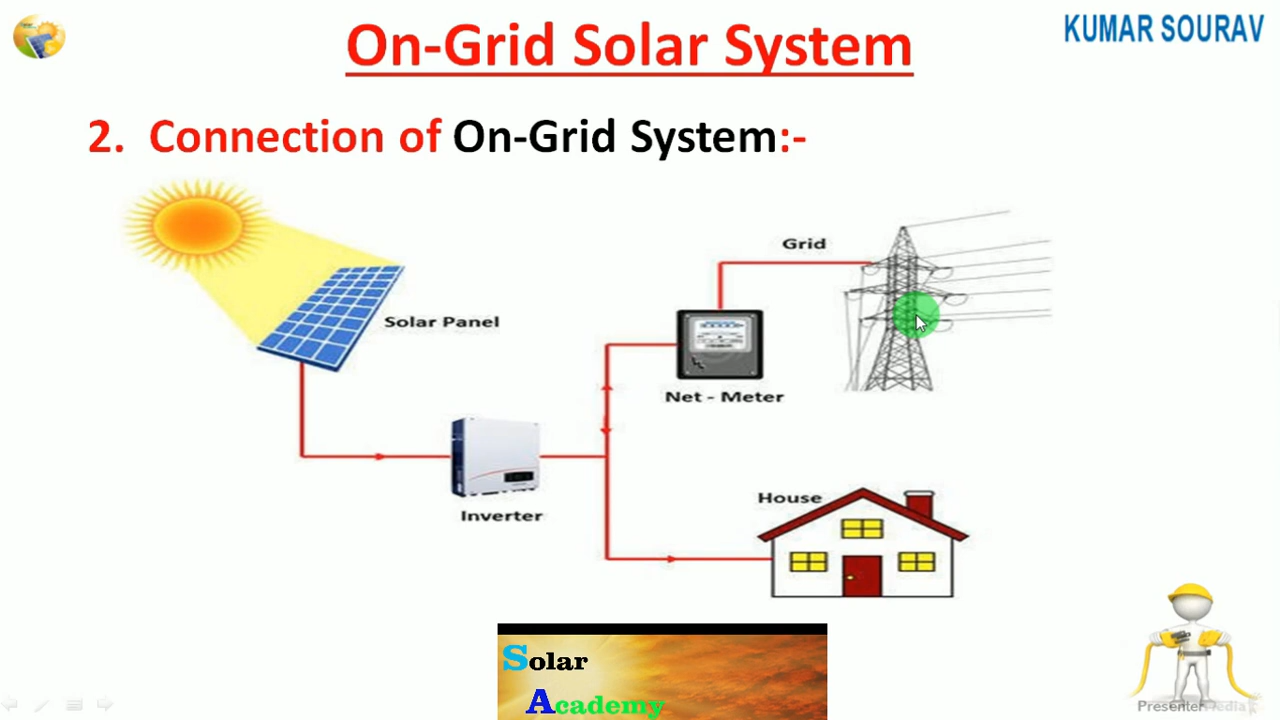 On-Grid Solar System
KUMAR SOURAV
2. Connection of On-Grid System:-
Grid
Solar Panel
Net - Meter
House
Inverter
Solar
Academy
PresenterMedia